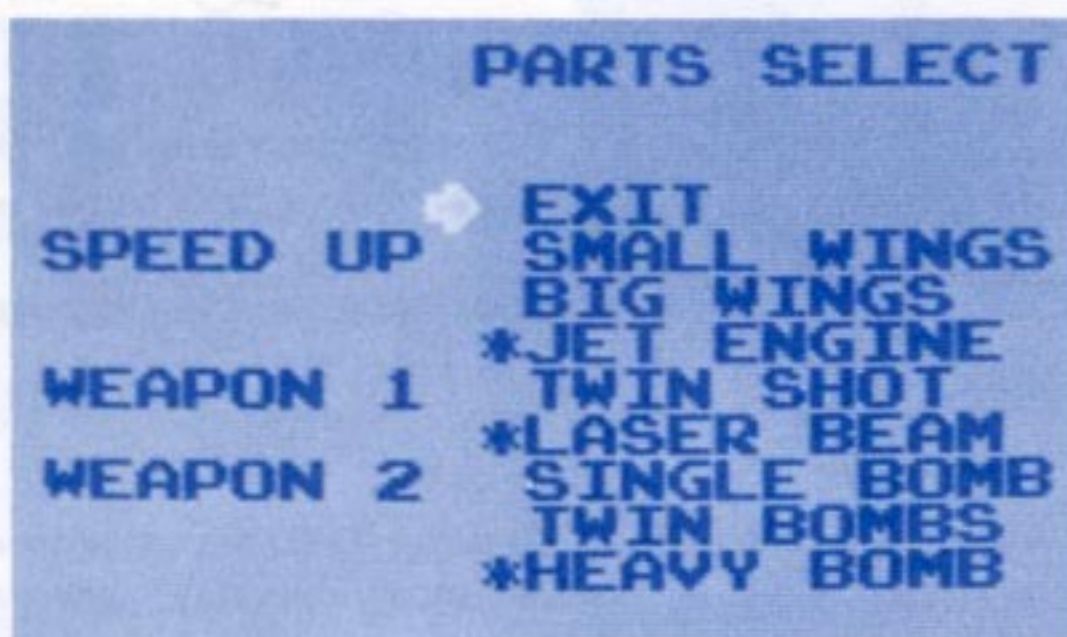 PARTS SELECT
EXIT
SPEED UP SMALL WINGS
BIG WINGS
*JET ENGINE
WEAPON 1 TWIN SHOT
*LASER BEAM
WEAPON 2 SINGLE BOMB
TWIN BOMBS
*HEAVY BOMB